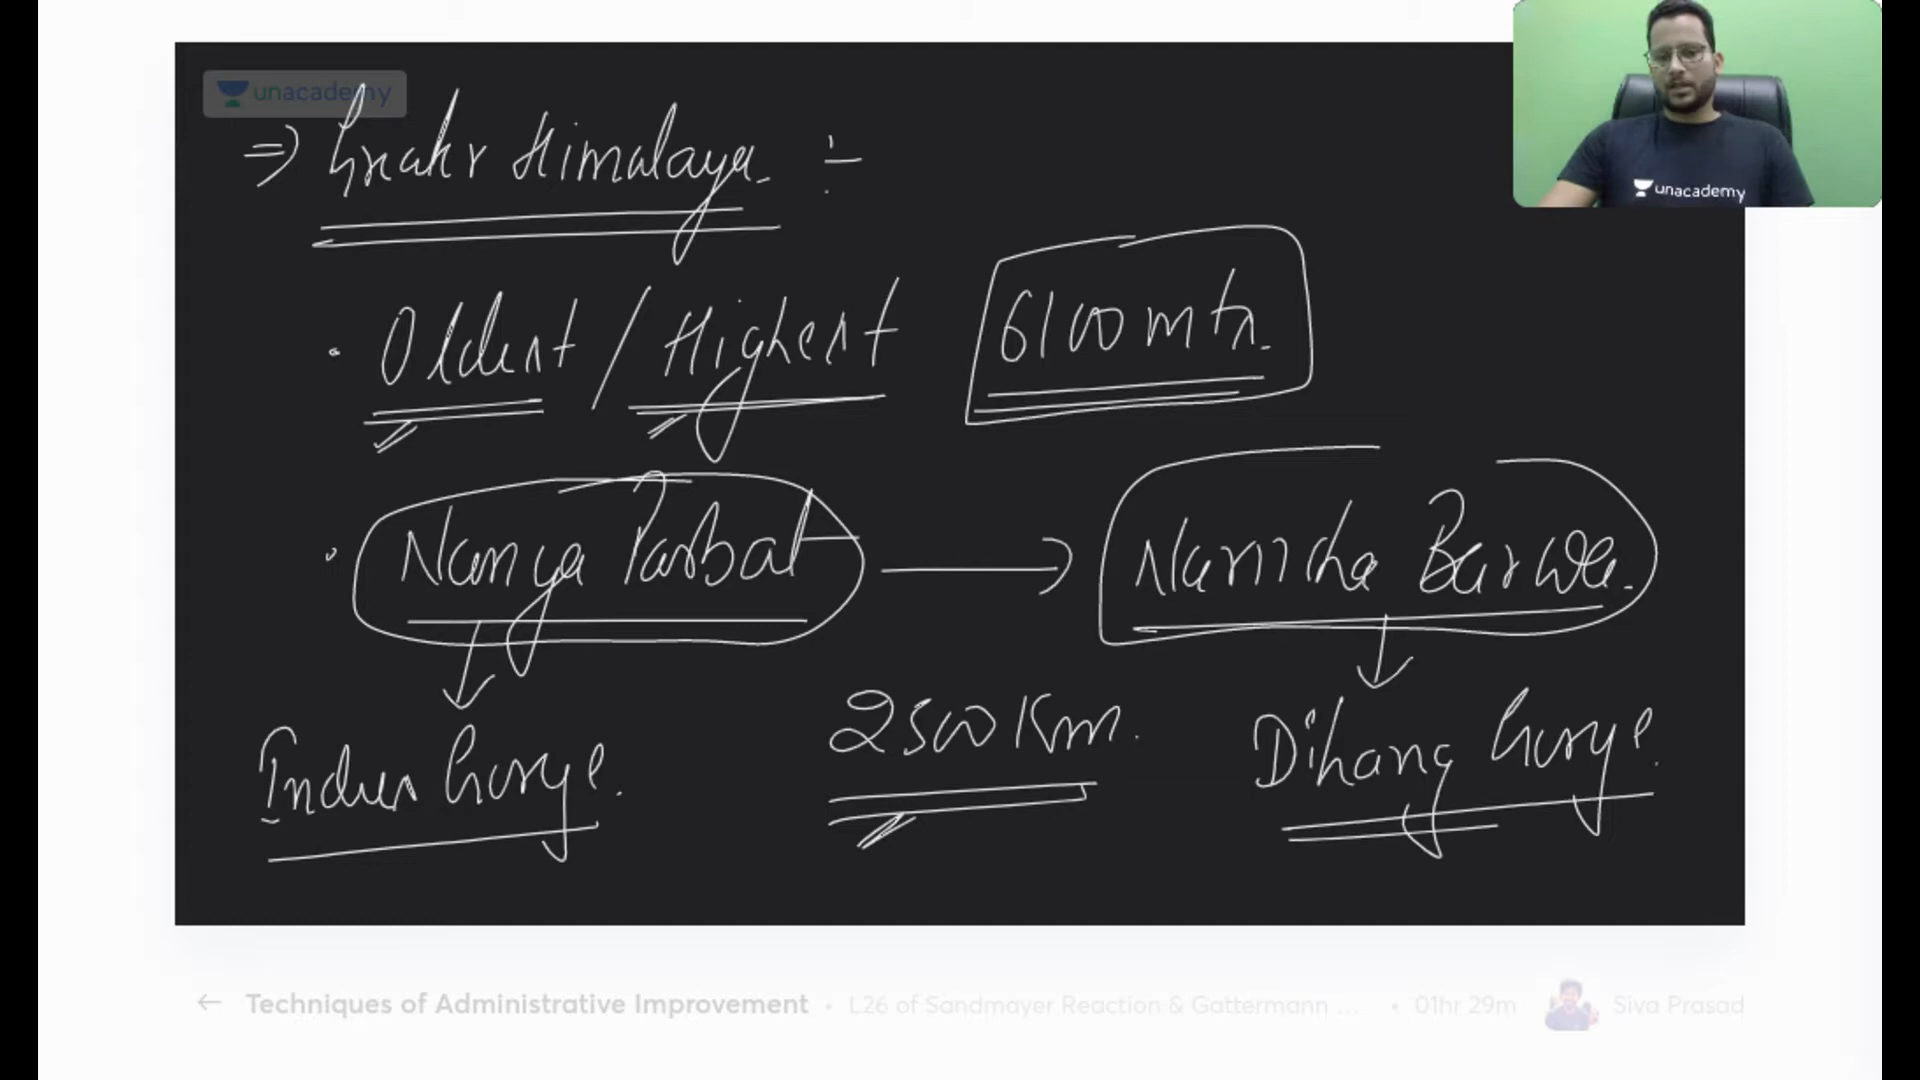 unacademy
⇒ Greater Himalaya :-
unacademy
· Oldest / Highest 6100 mtr.
· Nanga Parbat → Namcha Barwa.
↓ ↓
Indus Gorge. 2500 Km. Dihang Gorge.
← Techniques of Administrative Improvement • L26 of Sandmayer Reaction & Gattermann ... • 01hr 29m Siva Prasad